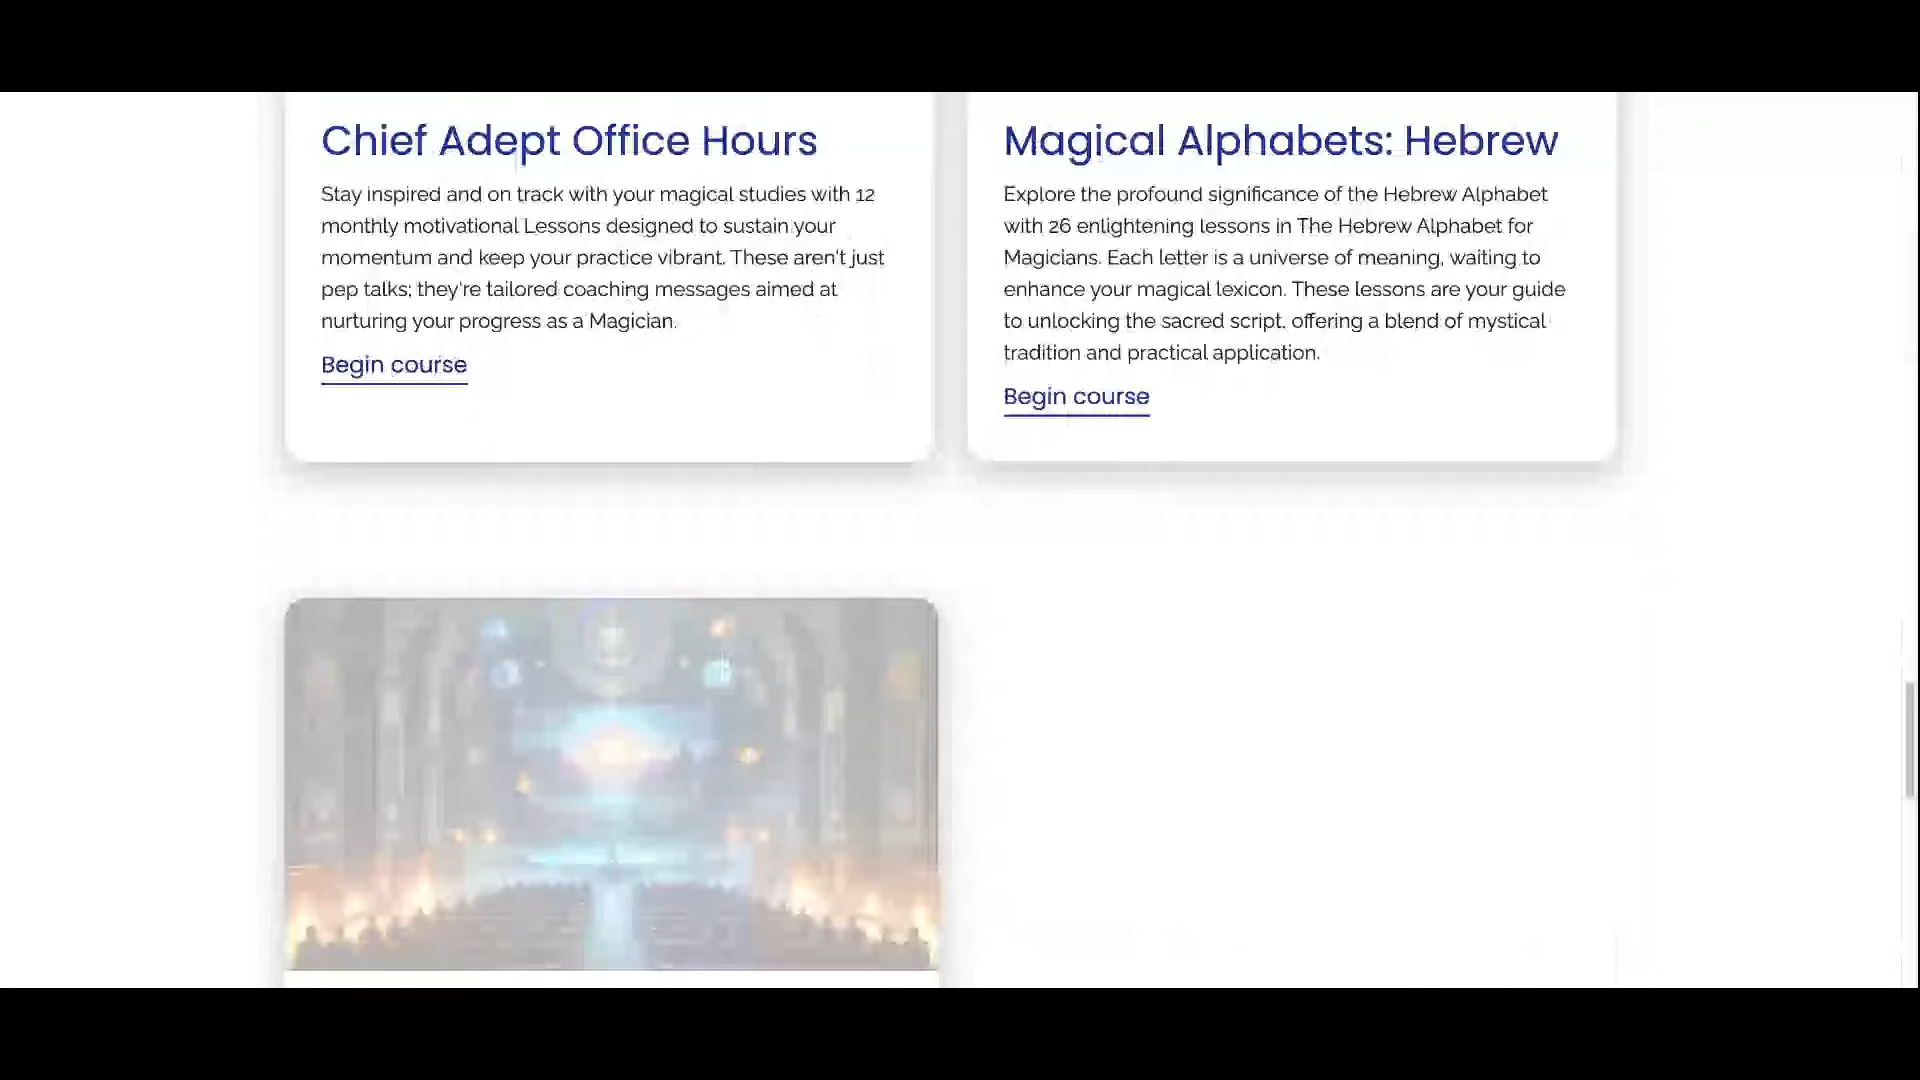 Chief Adept Office Hours
Stay inspired and on track with your magical studies with 12
monthly motivational Lessons designed to sustain your
momentum and keep your practice vibrant. These aren't just
pep talks; they're tailored coaching messages aimed at
nurturing your progress as a Magician.
Begin course
Magical Alphabets: Hebrew
Explore the profound significance of the Hebrew Alphabet
with 26 enlightening lessons in The Hebrew Alphabet for
Magicians. Each letter is a universe of meaning, waiting to
enhance your magical lexicon. These lessons are your guide
to unlocking the sacred script, offering a blend of mystical
tradition and practical application.
Begin course